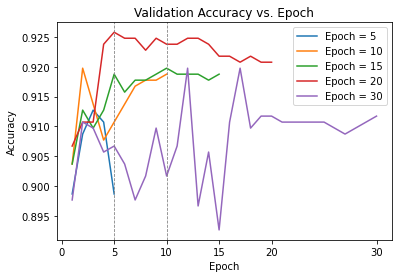 Validation Accuracy vs. Epoch
Accuracy
0.925
0.920
0.915
0.910
0.905
0.900
0.895
Epoch = 5
Epoch = 10
Epoch = 15
Epoch = 20
Epoch = 30
0 5 10 15 20 25 30
Epoch